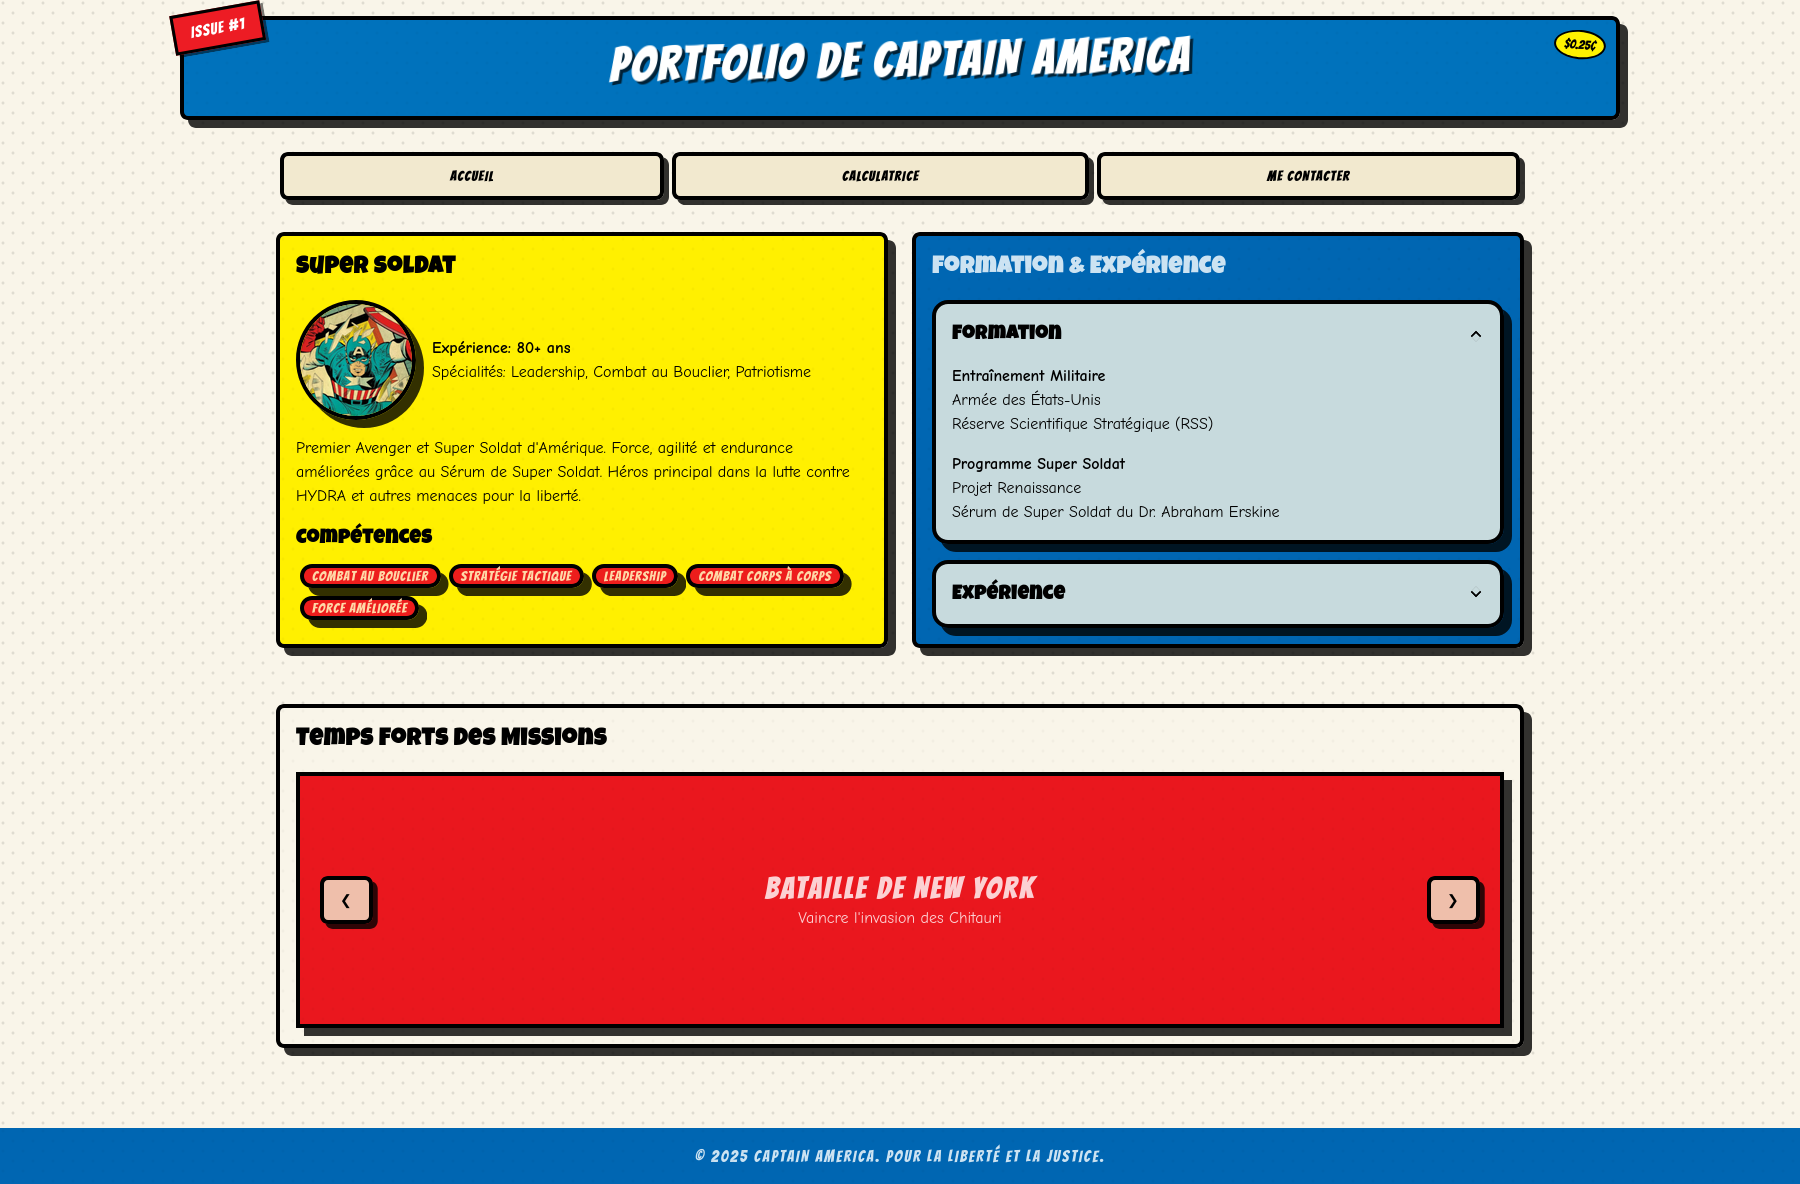 ISSUE #1
PORTFOLIO DE CAPTAIN AMERICA
$0.25¢
ACCUEIL
CALCULATRICE
ME CONTACTER
Super Soldat
Expérience: 80+ ans
Spécialités: Leadership, Combat au Bouclier, Patriotisme
Premier Avenger et Super Soldat d'Amérique. Force, agilité et endurance
améliorées grâce au Sérum de Super Soldat. Héros principal dans la lutte contre
HYDRA et autres menaces pour la liberté.
Compétences
COMBAT AU BOUCLIER
STRATÉGIE TACTIQUE
LEADERSHIP
COMBAT CORPS À CORPS
FORCE AMÉLIORÉE
Formation & Expérience
Formation
Entraînement Militaire
Armée des États-Unis
Réserve Scientifique Stratégique (RSS)
Programme Super Soldat
Projet Renaissance
Sérum de Super Soldat du Dr. Abraham Erskine
Expérience
Temps Forts des Missions
❮
BATAILLE DE NEW YORK
Vaincre l'invasion des Chitauri
❯
© 2025 CAPTAIN AMERICA. POUR LA LIBERTÉ ET LA JUSTICE.